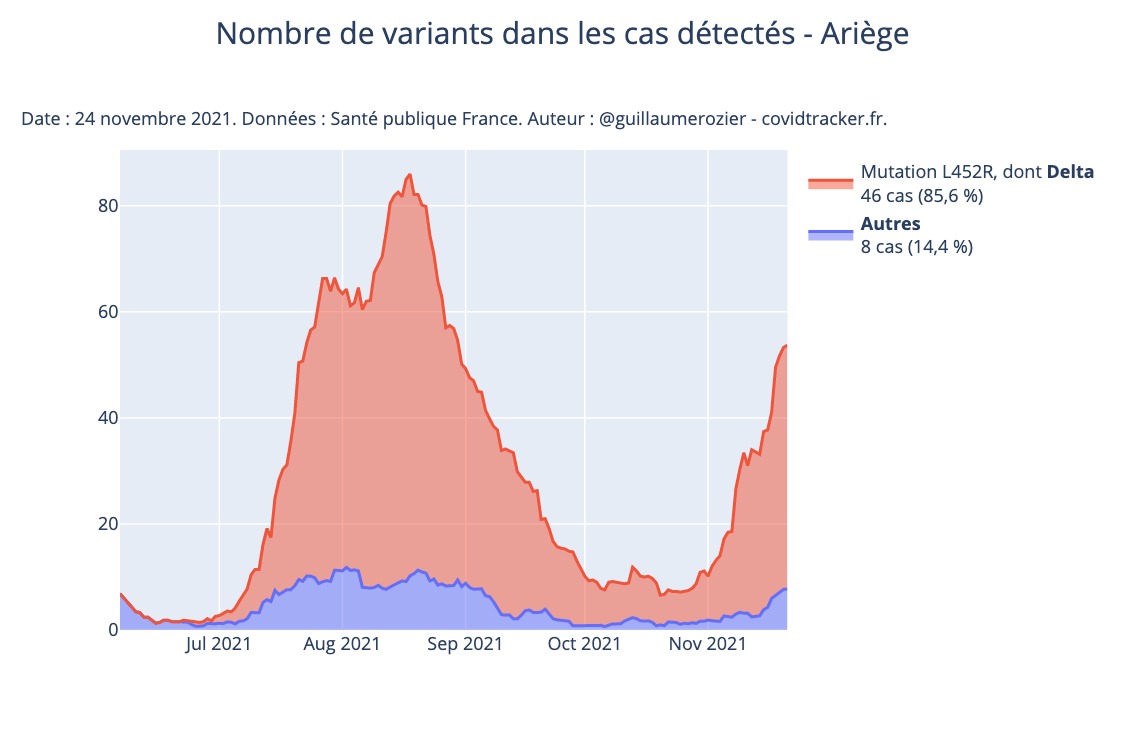 Nombre de variants dans les cas détectés - Ariège
Date : 24 novembre 2021. Données : Santé publique France. Auteur : @guillaumerozier - covidtracker.fr.
Mutation L452R, dont Delta
46 cas (85,6 %)
Autres
8 cas (14,4 %)
80
60
40
20
0
Jul 2021 Aug 2021 Sep 2021 Oct 2021 Nov 2021